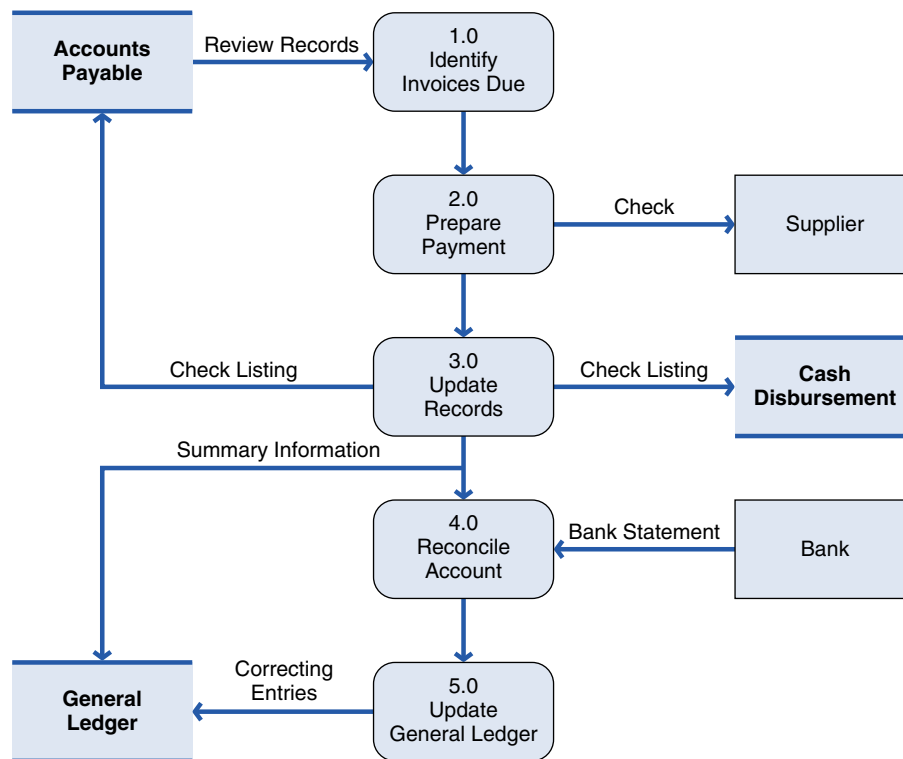 Accounts
Payable
Review Records
1.0
Identify
Invoices Due
2.0
Prepare
Payment
Check
Supplier
Check Listing
3.0
Update
Records
Check Listing
Cash
Disbursement
Summary Information
4.0
Reconcile
Account
Bank Statement
Bank
General
Ledger
Correcting
Entries
5.0
Update
General Ledger